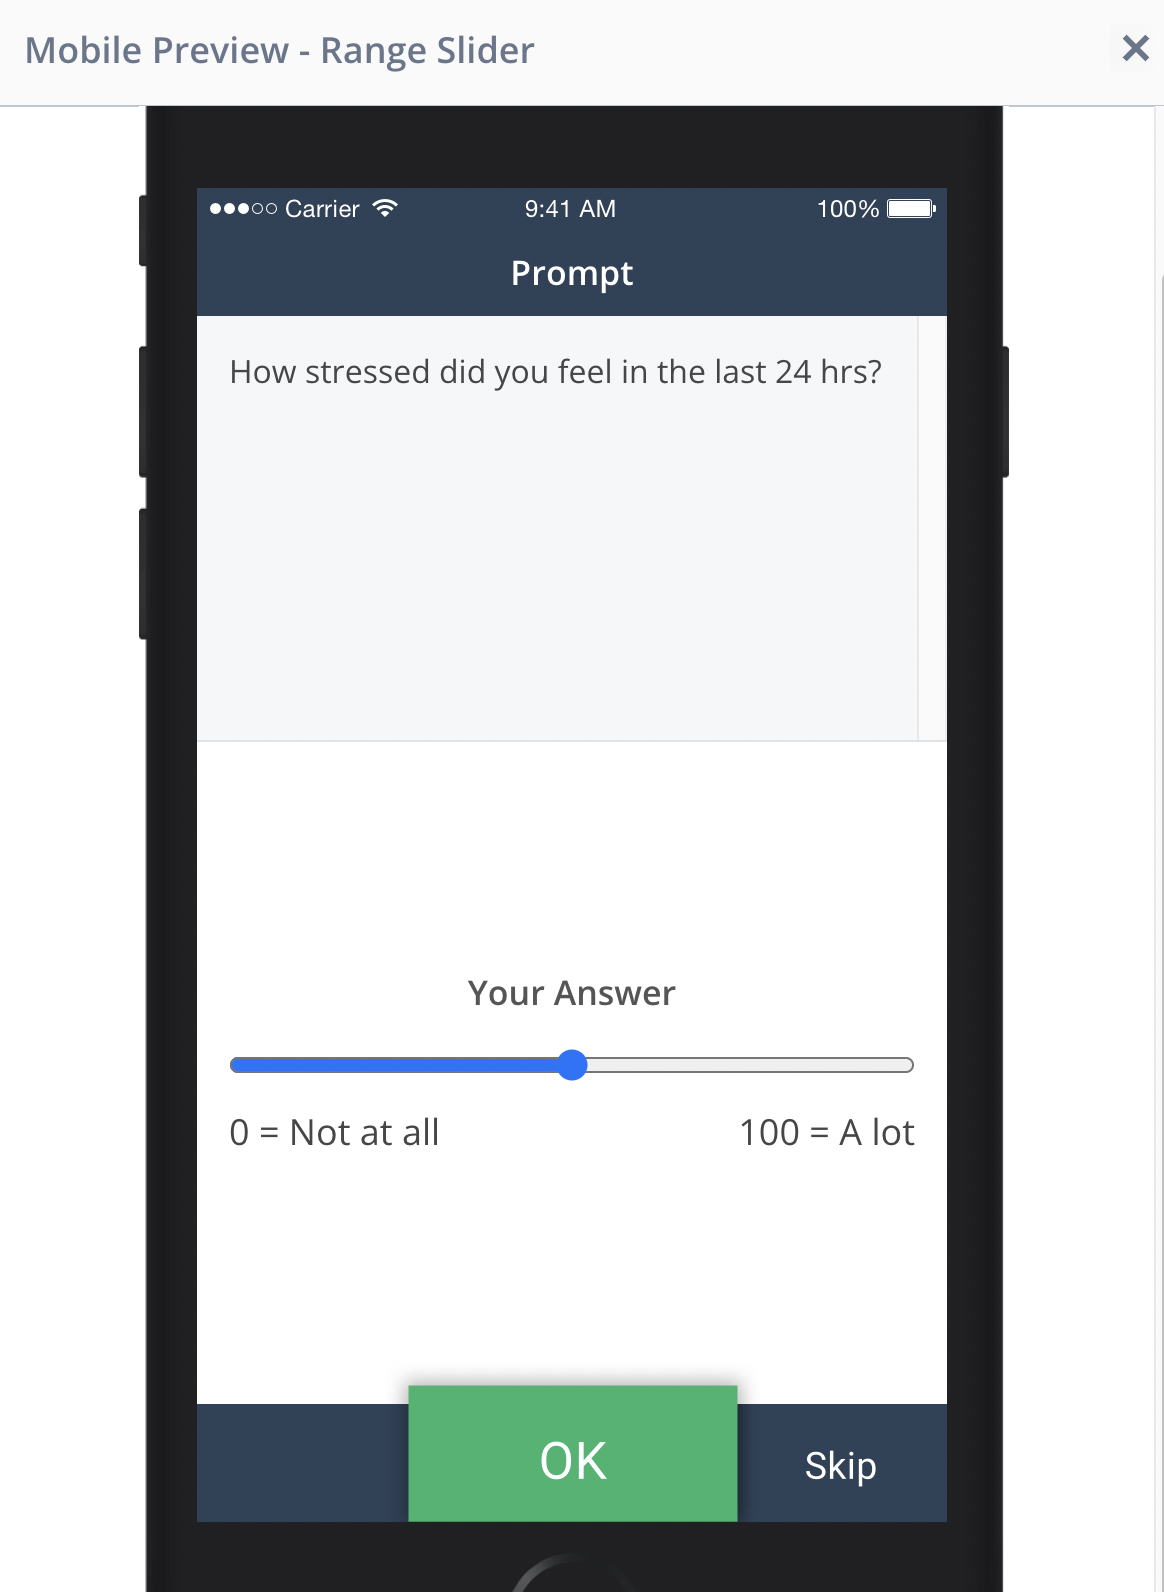 Mobile Preview - Range Slider
Carrier 9:41 AM 100%
Prompt
How stressed did you feel in the last 24 hrs?
Your Answer
0 = Not at all 100 = A lot
OK Skip